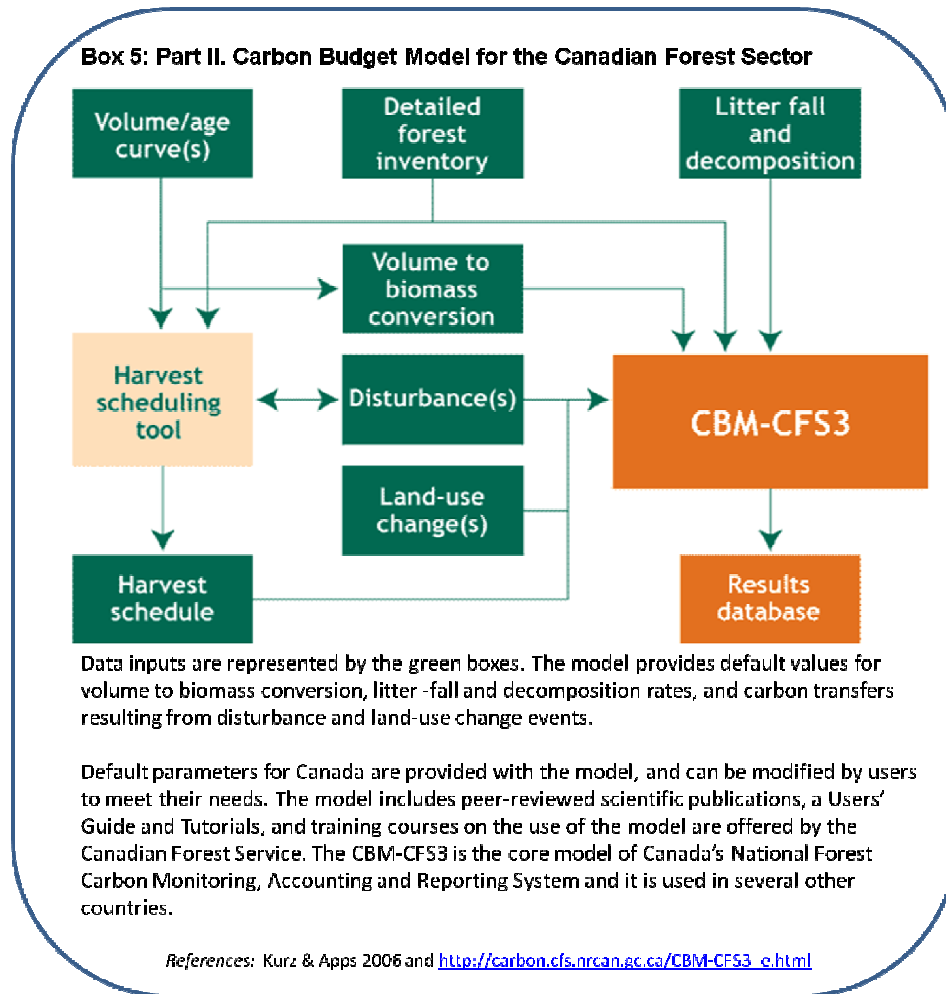 Box 5: Part II. Carbon Budget Model for the Canadian Forest Sector
Volume/age
curve(s)
Detailed
forest
inventory
Litter fall
and
decomposition
Volume to
biomass
conversion
Harvest
scheduling
tool
Disturbance(s)
CBM-CFS3
Land-use
change(s)
Harvest
schedule
Results
database
Data inputs are represented by the green boxes. The model provides default values for
volume to biomass conversion, litter -fall and decomposition rates, and carbon transfers
resulting from disturbance and land-use change events.
Default parameters for Canada are provided with the model, and can be modified by users
to meet their needs. The model includes peer-reviewed scientific publications, a Users’
Guide and Tutorials, and training courses on the use of the model are offered by the
Canadian Forest Service. The CBM-CFS3 is the core model of Canada’s National Forest
Carbon Monitoring, Accounting and Reporting System and it is used in several other
countries.
References: Kurz & Apps 2006 and http://carbon.cfs.nrcan.gc.ca/CBM-CFS3_e.html